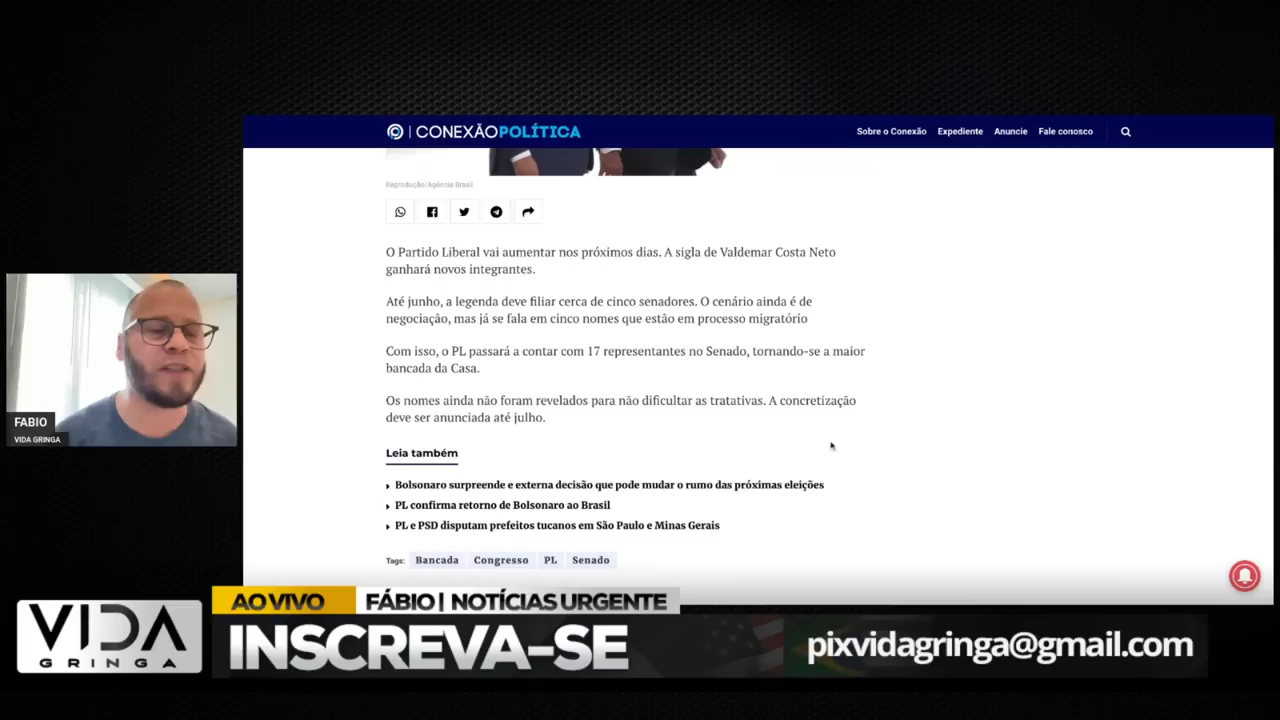 CONEXÃOPOLÍTICA
Sobre o Conexão Expediente Anuncie Fale conosco
Reprodução/Agência Brasil
O Partido Liberal vai aumentar nos próximos dias. A sigla de Valdemar Costa Neto
ganhará novos integrantes.
Até junho, a legenda deve filiar cerca de cinco senadores. O cenário ainda é de
negociação, mas já se fala em cinco nomes que estão em processo migratório
Com isso, o PL passará a contar com 17 representantes no Senado, tornando-se a maior
bancada da Casa.
Os nomes ainda não foram revelados para não dificultar as tratativas. A concretização
deve ser anunciada até julho.
Leia também
Bolsonaro surpreende e externa decisão que pode mudar o rumo das próximas eleições
PL confirma retorno de Bolsonaro ao Brasil
PL e PSD disputam prefeitos tucanos em São Paulo e Minas Gerais
Tags: Bancada Congresso PL Senado
FABIO
VIDA GRINGA
VIDA
GRINGA
AO VIVO FÁBIO | NOTÍCIAS URGENTE
INSCREVA-SE
pixvidagringa@gmail.com